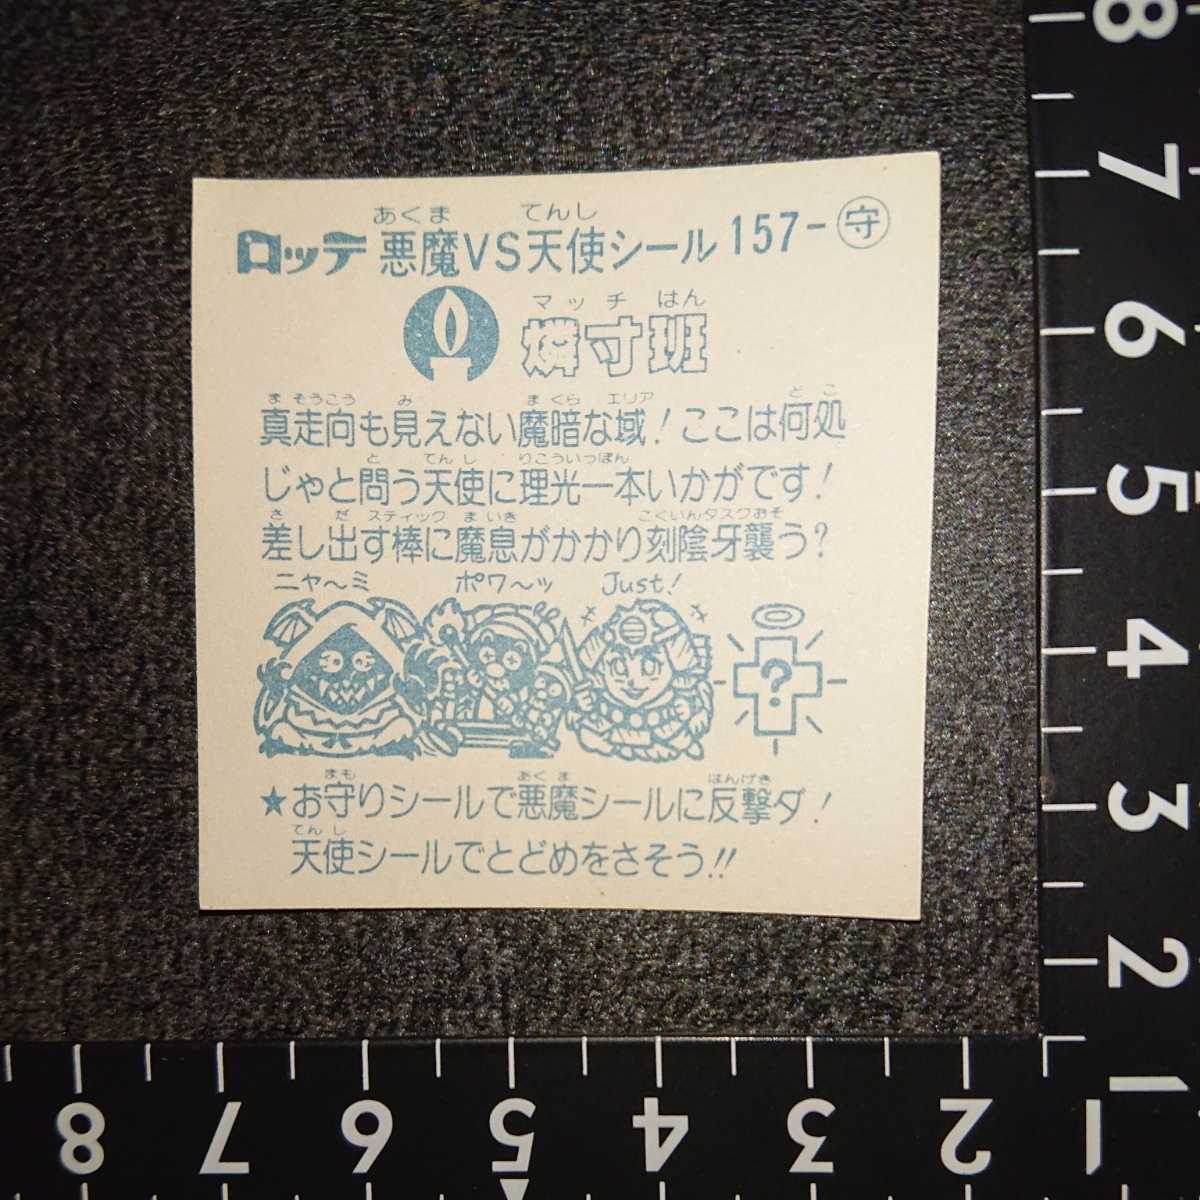 あくま てんし
ロッテ 悪魔VS天使シール 157-守
マッチ はん
燐寸班
ま そうこう み まくら エリア どこ
真走向も見えない魔暗な域!ここは何処
と てんし りこういっぽん
じゃと問う天使に理光一本いかがです!
さ だ スティック まいき こくいんタスクおそ
差し出す棒に魔息がかかり刻陰牙襲う?
ニャ〜ミ ポワ〜ッ Just!
?
まも あくま はんげき
★お守りシールで悪魔シールに反撃ダ!
てんし
天使シールでとどめをさそう!!
8
7
6
5
4
3
2
1
8 7 6 5 4 3 2 1